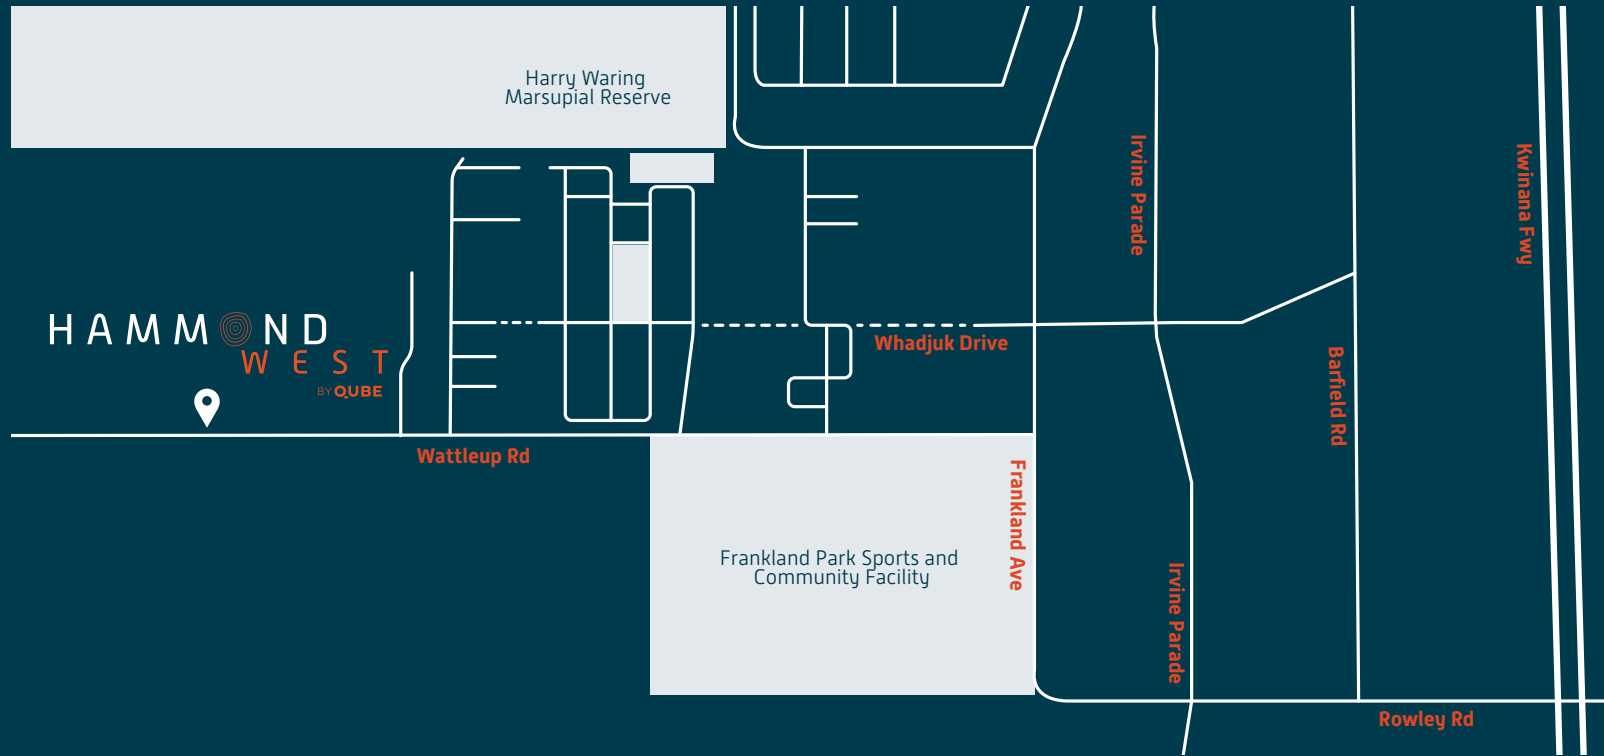 Harry Waring
Marsupial Reserve
Irvine Parade
Kwinana Fwy
HAMMOND
WEST
BY QUBE
Whadjuk Drive
Barfield Rd
Wattleup Rd
Frankland Ave
Frankland Park Sports and
Community Facility
Irvine Parade
Rowley Rd